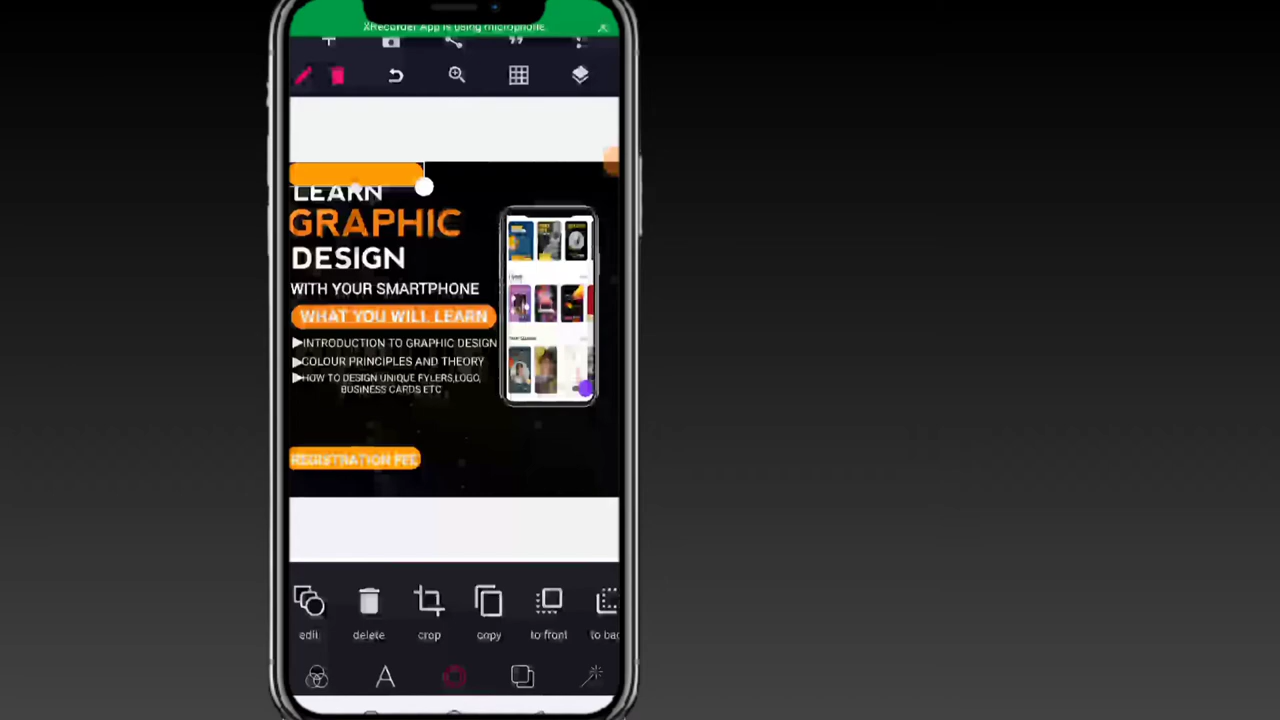 XRecorder App is using microphone.
LEARN
GRAPHIC
DESIGN
WITH YOUR SMARTPHONE
WHAT YOU WILL LEARN
INTRODUCTION TO GRAPHIC DESIGN
COLOUR PRINCIPLES AND THEORY
HOW TO DESIGN UNIQUE FYLERS,LOGO,
BUSINESS CARDS ETC
REGISTRATION FEE
edit
delete
crop
copy
to front
to bac